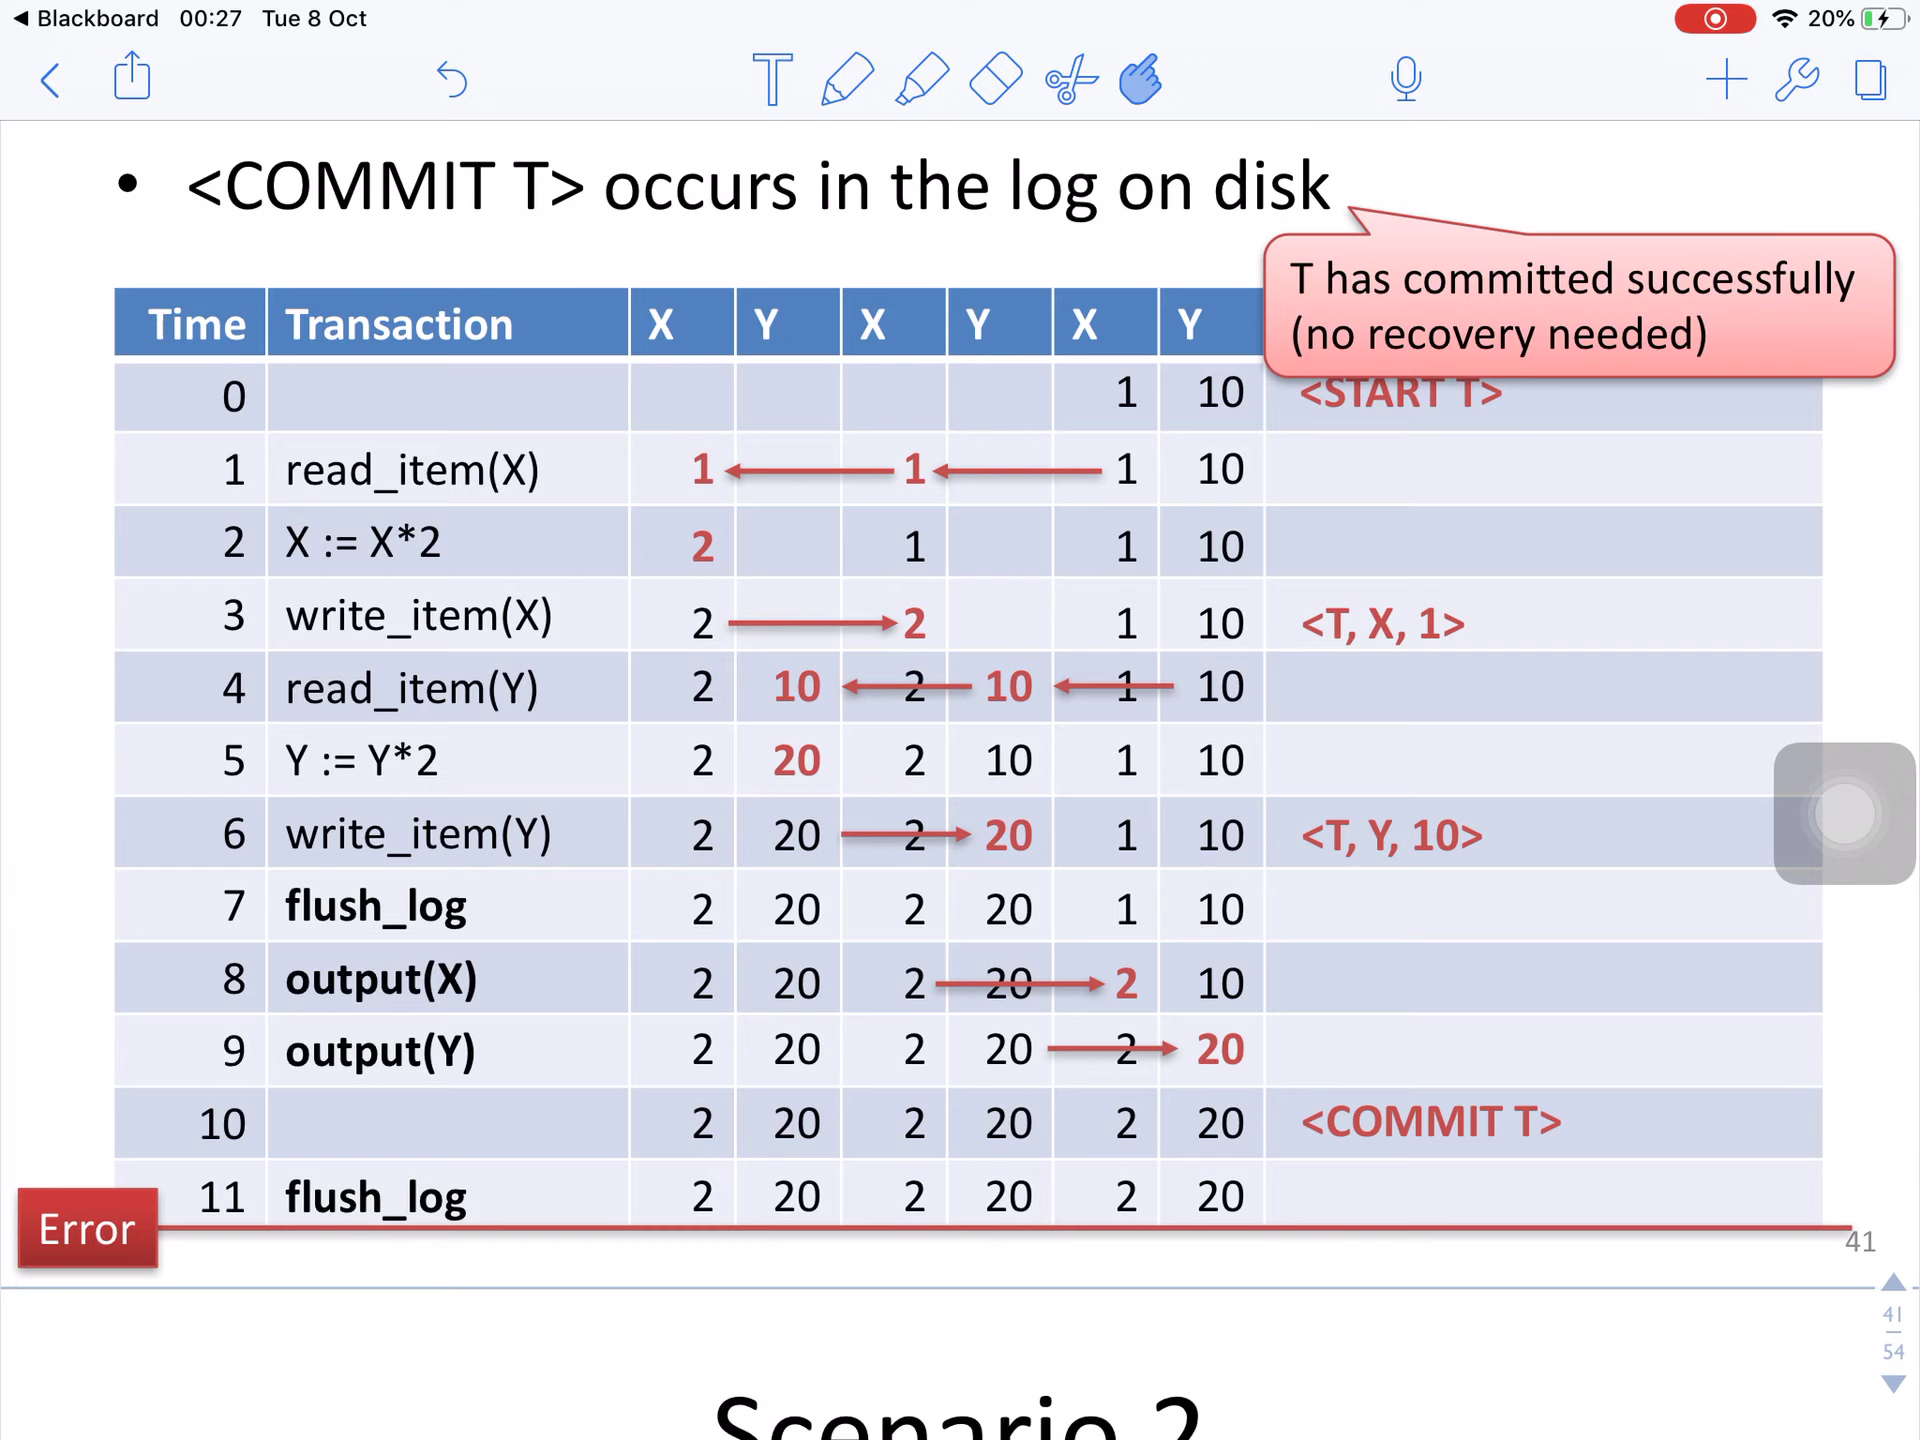 Blackboard 00:27 Tue 8 Oct 20%
T
• <COMMIT T> occurs in the log on disk
T has committed successfully
(no recovery needed)
Time Transaction X Y X Y X Y
0 1 10 <START T>
1 read_item(X) 1 1 1 10
2 X := X*2 2 1 1 10
3 write_item(X) 2 2 1 10 <T, X, 1>
4 read_item(Y) 2 10 2 10 1 10
5 Y := Y*2 2 20 2 10 1 10
6 write_item(Y) 2 20 2 20 1 10 <T, Y, 10>
7 flush_log 2 20 2 20 1 10
8 output(X) 2 20 2 20 2 10
9 output(Y) 2 20 2 20 2 20
10 2 20 2 20 2 20 <COMMIT T>
11 flush_log 2 20 2 20 2 20
Error
41
41
54
Scenario 2